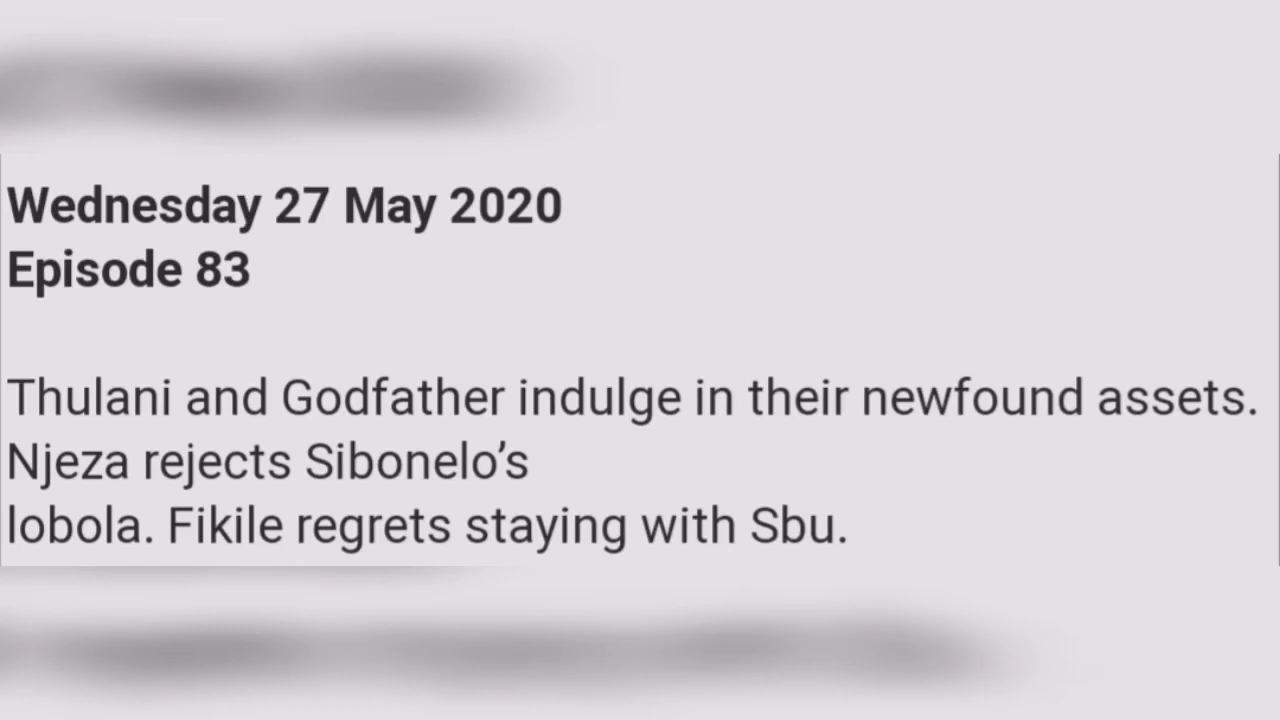 Wednesday 27 May 2020
Episode 83
Thulani and Godfather indulge in their newfound assets.
Njeza rejects Sibonelo’s
lobola. Fikile regrets staying with Sbu.